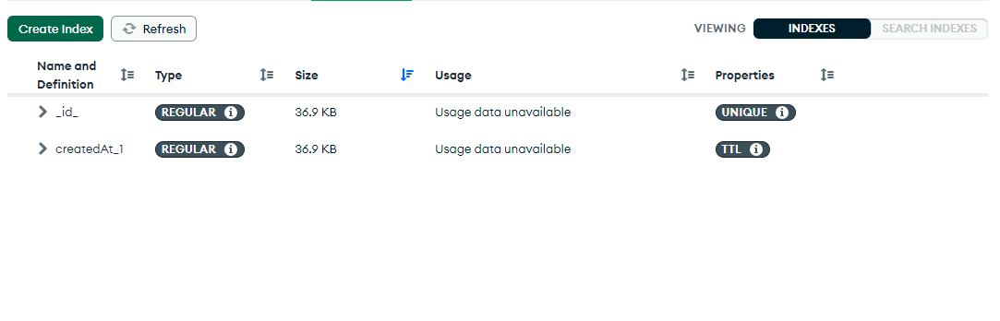 Create Index
Refresh
VIEWING
INDEXES
SEARCH INDEXES
Name and
Definition
Type
Size
Usage
Properties
_id_
REGULAR
36.9 KB
Usage data unavailable
UNIQUE
createdAt_1
REGULAR
36.9 KB
Usage data unavailable
TTL